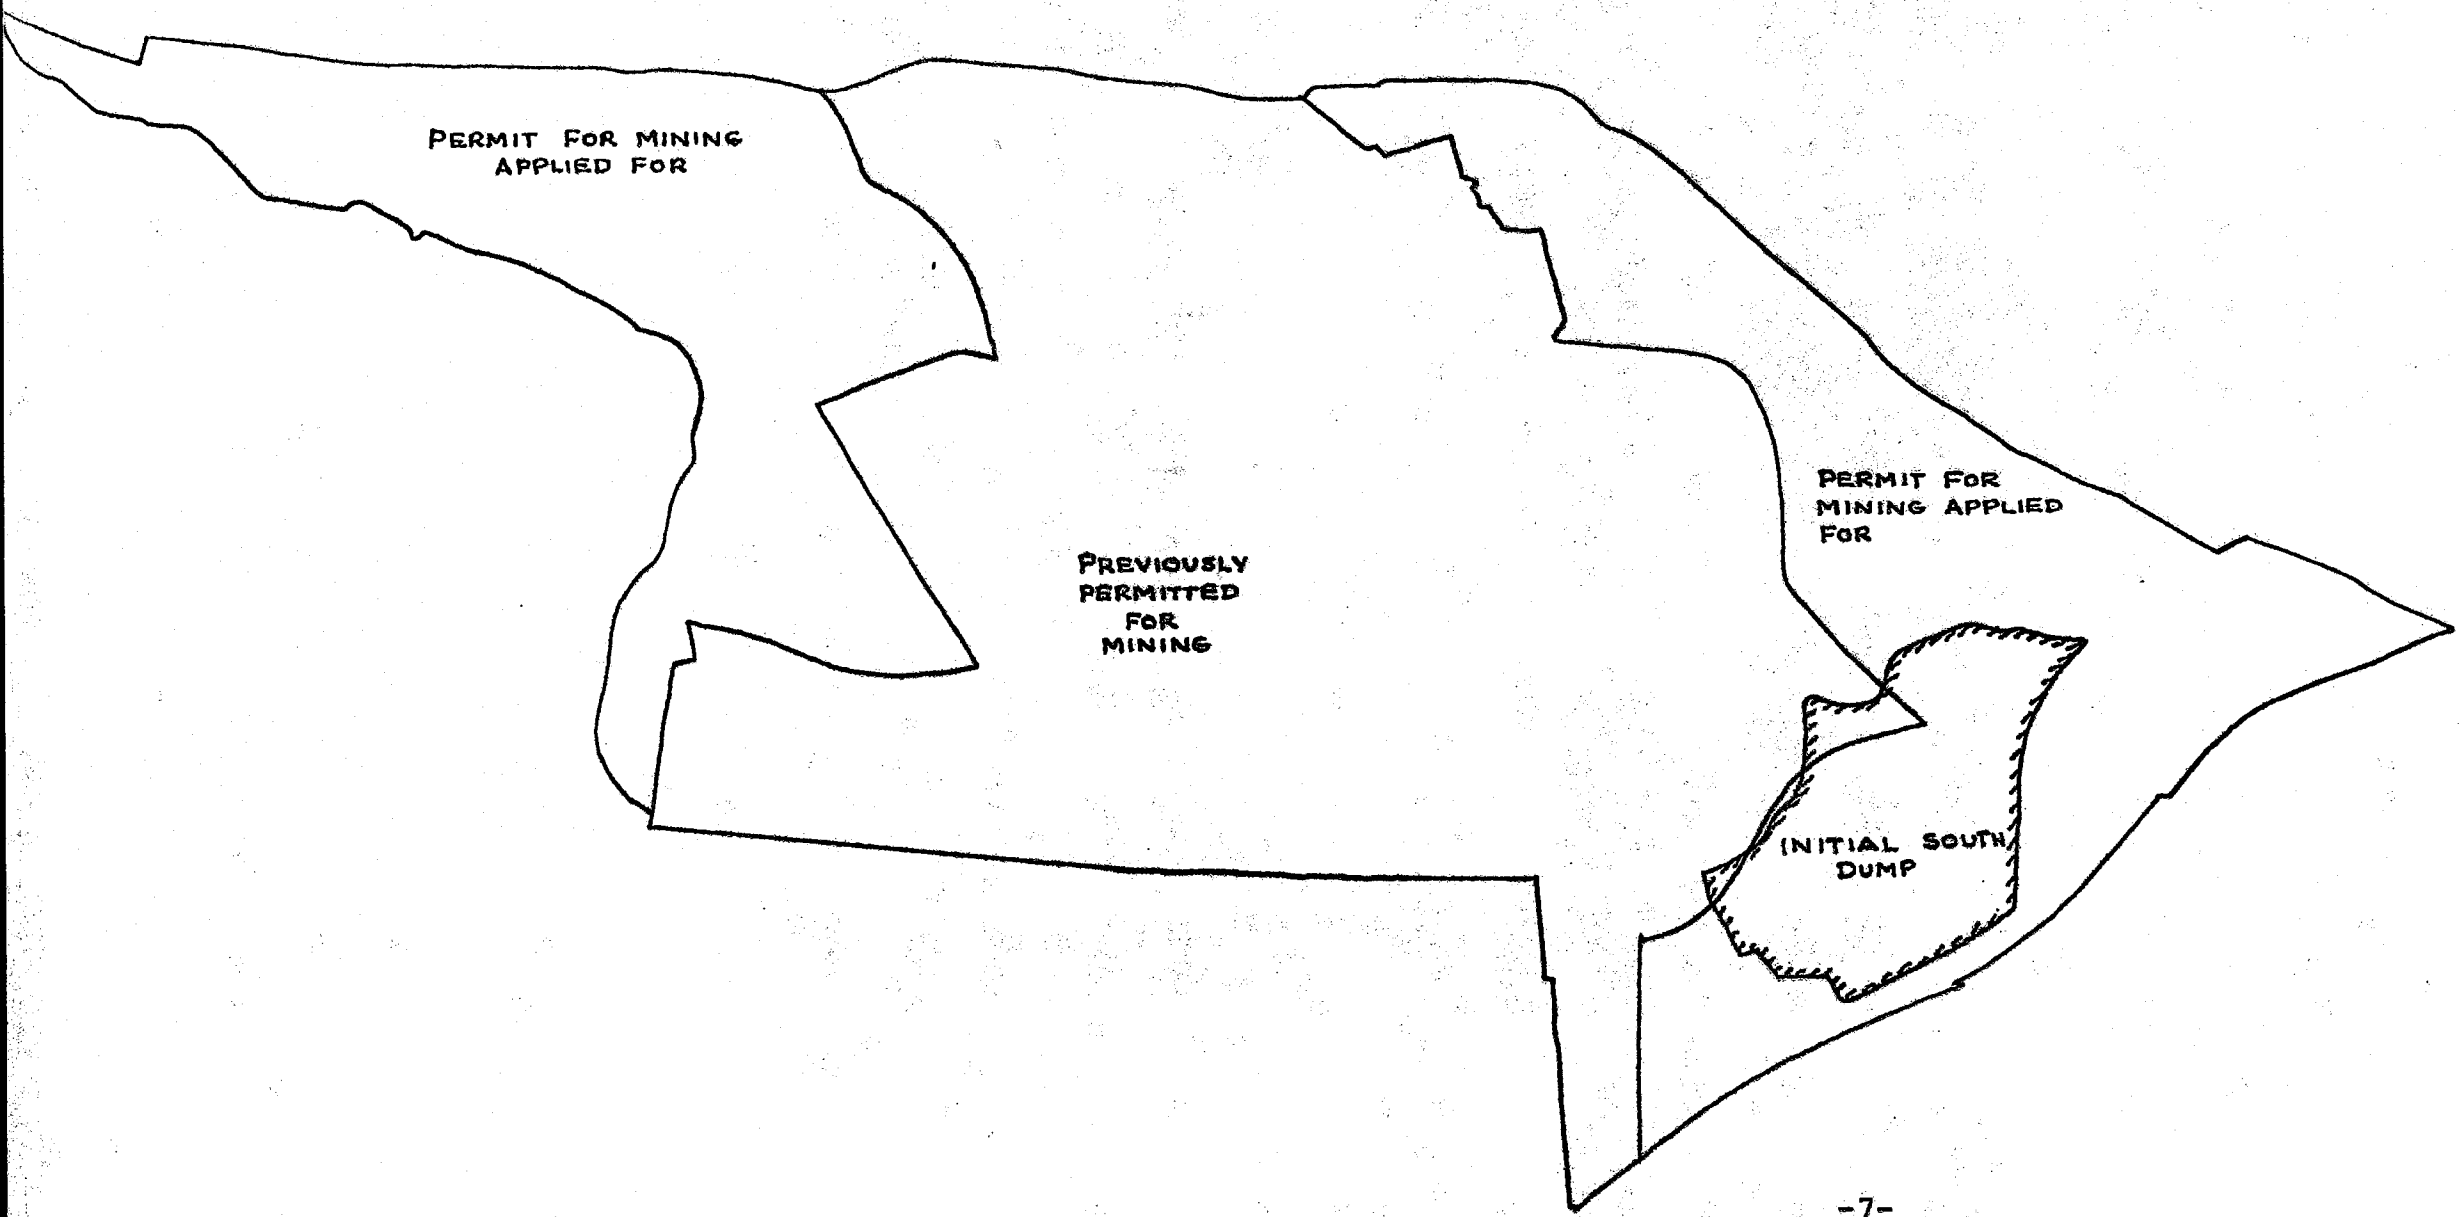 PERMIT FOR MINING
APPLIED FOR
PERMIT FOR
MINING APPLIED
FOR
PREVIOUSLY
PERMITTED
FOR
MINING
INITIAL SOUTH
DUMP
-7-